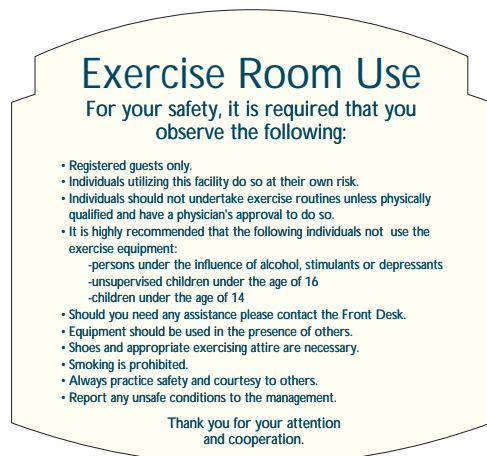 Exercise Room Use
For your safety, it is required that you
observe the following:
• Registered guests only.
• Individuals utilizing this facility do so at their own risk.
• Individuals should not undertake exercise routines unless physically
qualified and have a physician's approval to do so.
• It is highly recommended that the following individuals not use the
exercise equipment:
-persons under the influence of alcohol, stimulants or depressants
-unsupervised children under the age of 16
-children under the age of 14
• Should you need any assistance please contact the Front Desk.
• Equipment should be used in the presence of others.
• Shoes and appropriate exercising attire are necessary.
• Smoking is prohibited.
• Always practice safety and courtesy to others.
• Report any unsafe conditions to the management.
Thank you for your attention
and cooperation.